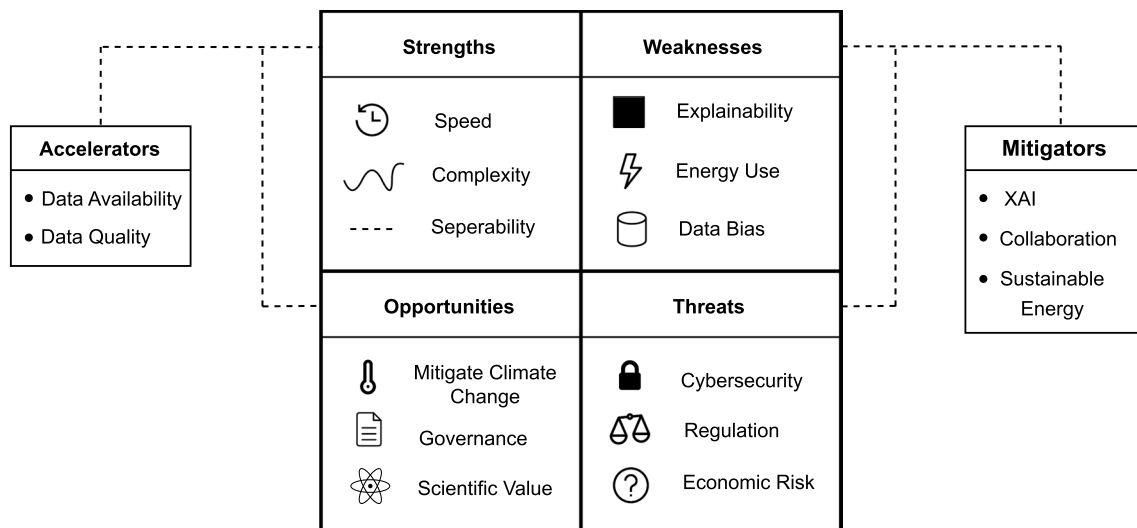 Strengths
Weaknesses
Speed
Complexity
Seperability
Explainability
Energy Use
Data Bias
Accelerators
• Data Availability
• Data Quality
Mitigators
• XAI
• Collaboration
• Sustainable
Energy
Opportunities
Threats
Mitigate Climate
Change
Governance
Scientific Value
Cybersecurity
Regulation
? Economic Risk